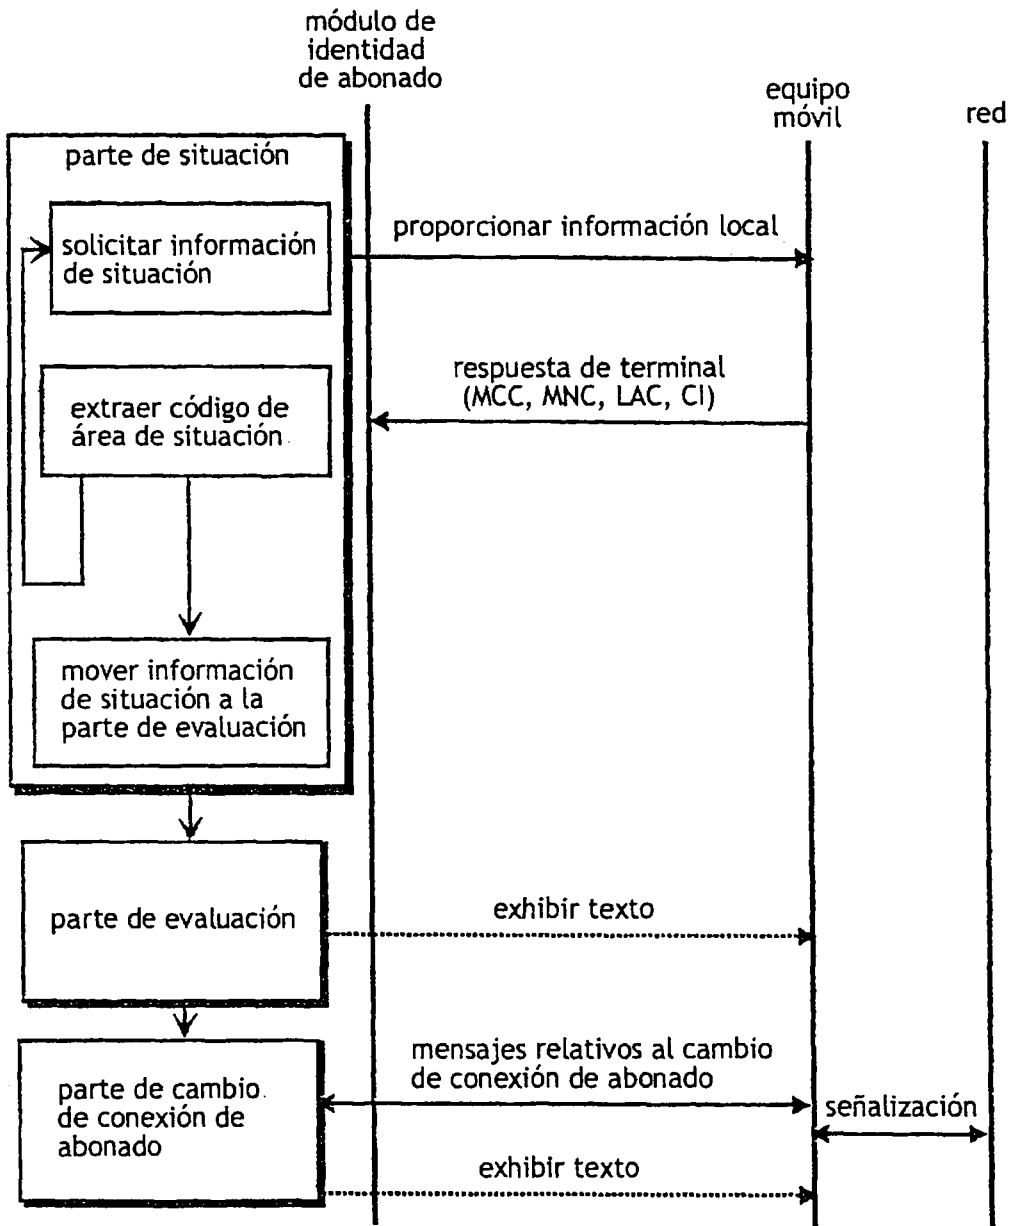 módulo de
identidad
de abonado
equipo
móvil
red
parte de situación
solicitar información
de situación
proporcionar información local
respuesta de terminal
(MCC, MNC, LAC, CI)
extraer código de
área de situación
mover información
de situación a la
parte de evaluación
parte de evaluación
exhibir texto
mensajes relativos al cambio
de conexión de abonado
parte de cambio
de conexión de
abonado
señalización
exhibir texto